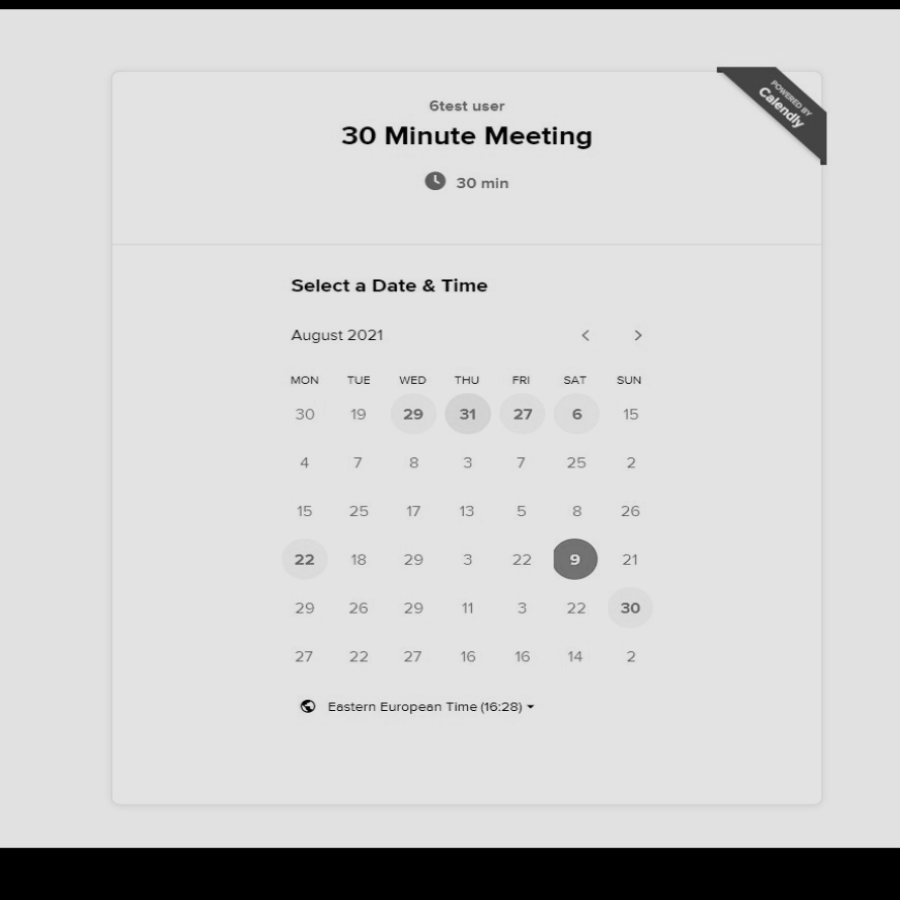 POWERED BY
Calendly
6test user
30 Minute Meeting
30 min
Select a Date & Time
August 2021
MON TUE WED THU FRI SAT SUN
30 19 29 31 27 6 15
4 7 8 3 7 25 2
15 25 17 13 5 8 26
22 18 29 3 22 9 21
29 26 29 11 3 22 30
27 22 27 16 16 14 2
Eastern European Time (16:28)